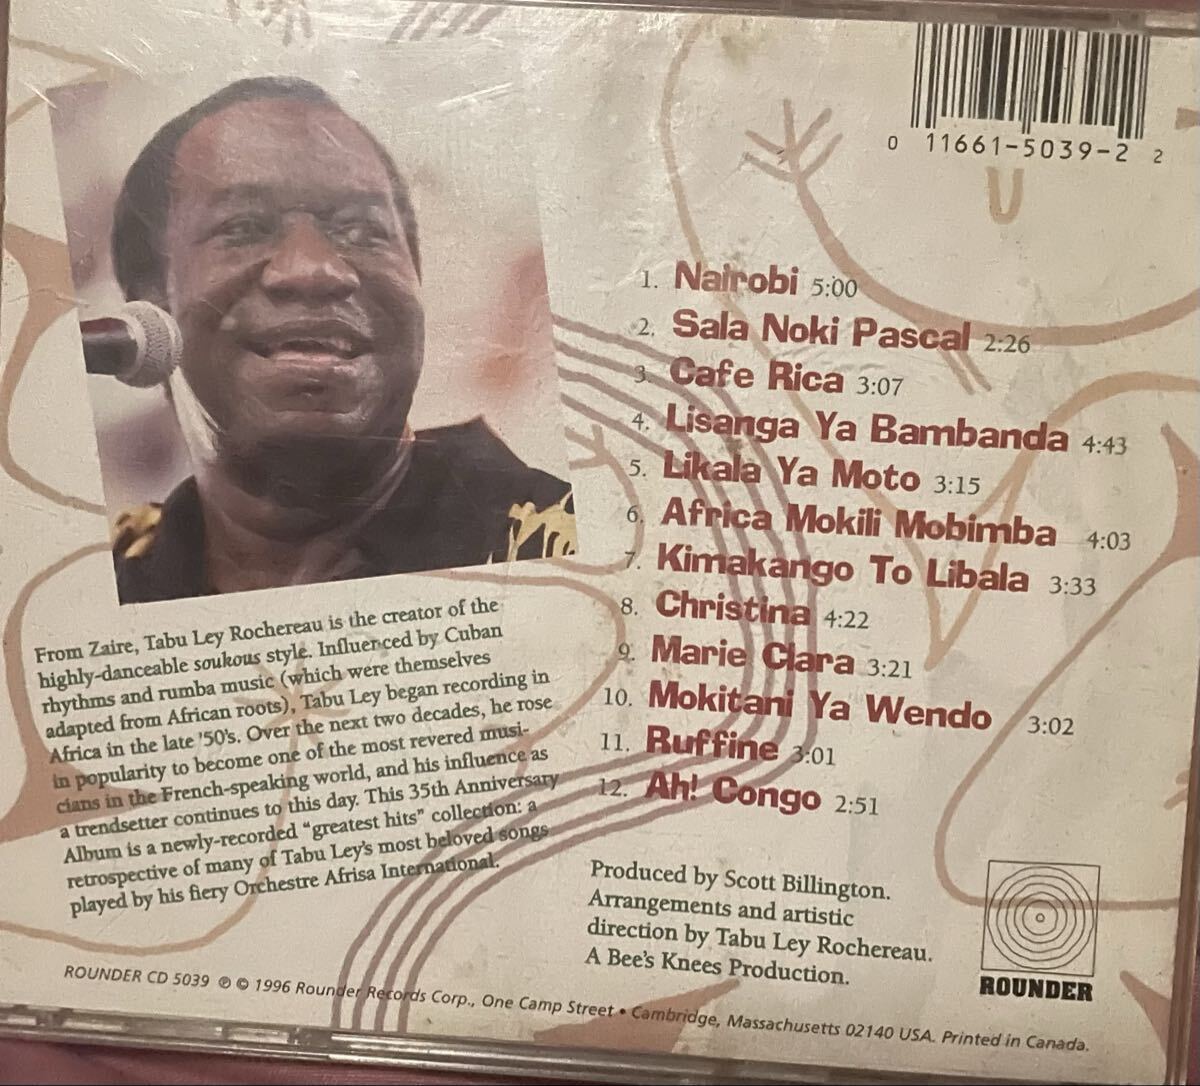 0 11661-5039-2 2
1. Nairobi 5:00
2. Sala Noki Pascal 2:26
3. Cafe Rica 3:07
4. Lisanga Ya Bambanda 4:43
5. Likala Ya Moto 3:15
6. Africa Mokili Mobimba 4:03
7. Kimakango To Libala 3:33
8. Christina 4:22
9. Marie Clara 3:21
10. Mokitani Ya Wendo 3:02
11. Ruffine 3:01
12. Ah! Congo 2:51
From Zaire, Tabu Ley Rochereau is the creator of the
highly-danceable soukous style. Influenced by Cuban
rhythms and rumba music (which were themselves
adapted from African roots), Tabu Ley began recording in
Africa in the late '50's. Over the next two decades, he rose
in popularity to become one of the most revered musi-
cians in the French-speaking world, and his influence as
a trendsetter continues to this day. This 35th Anniversary
Album is a newly-recorded "greatest hits" collection: a
retrospective of many of Tabu Ley's most beloved songs
played by his fiery Orchestre Afrisa International.
Produced by Scott Billington.
Arrangements and artistic
direction by Tabu Ley Rochereau.
A Bee's Knees Production.
ROUNDER
ROUNDER CD 5039 ℗ © 1996 Rounder Records Corp., One Camp Street • Cambridge, Massachusetts 02140 USA. Printed in Canada.